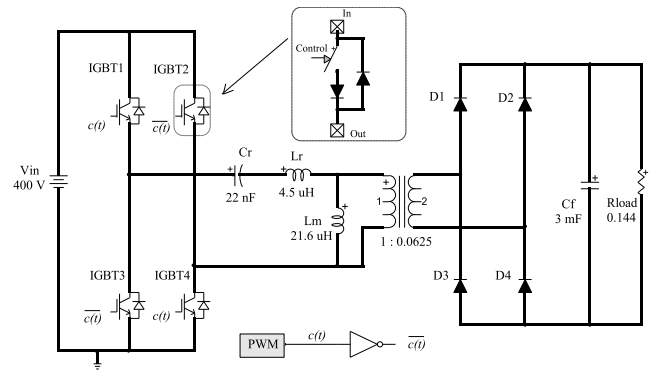 In
Control
Out
IGBT1
IGBT2
c(t)
c(t)
Vin
400 V
Cr
22 nF
Lr
4.5 uH
Lm
21.6 uH
1
2
1 : 0.0625
D1
D2
D3
D4
Cf
3 mF
Rload
0.144
IGBT3
IGBT4
c(t)
c(t)
PWM
c(t)
c(t)